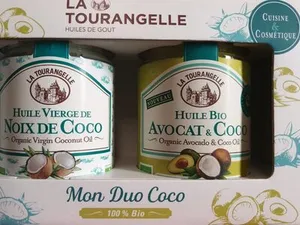 LA
TOURANGELLE
HUILES DE GOUT
CUISINE
& COSMÉTIQUE
LA TOURANGELLE
HUILE VIERGE DE
NOIX DE COCO
Organic Virgin Coconut Oil
LA TOURANGELLE
NOUVEAU
HUILE BIO
AVOCAT & COCO
Organic Avocado & Coco Oil
Mon Duo Coco
100% Bio